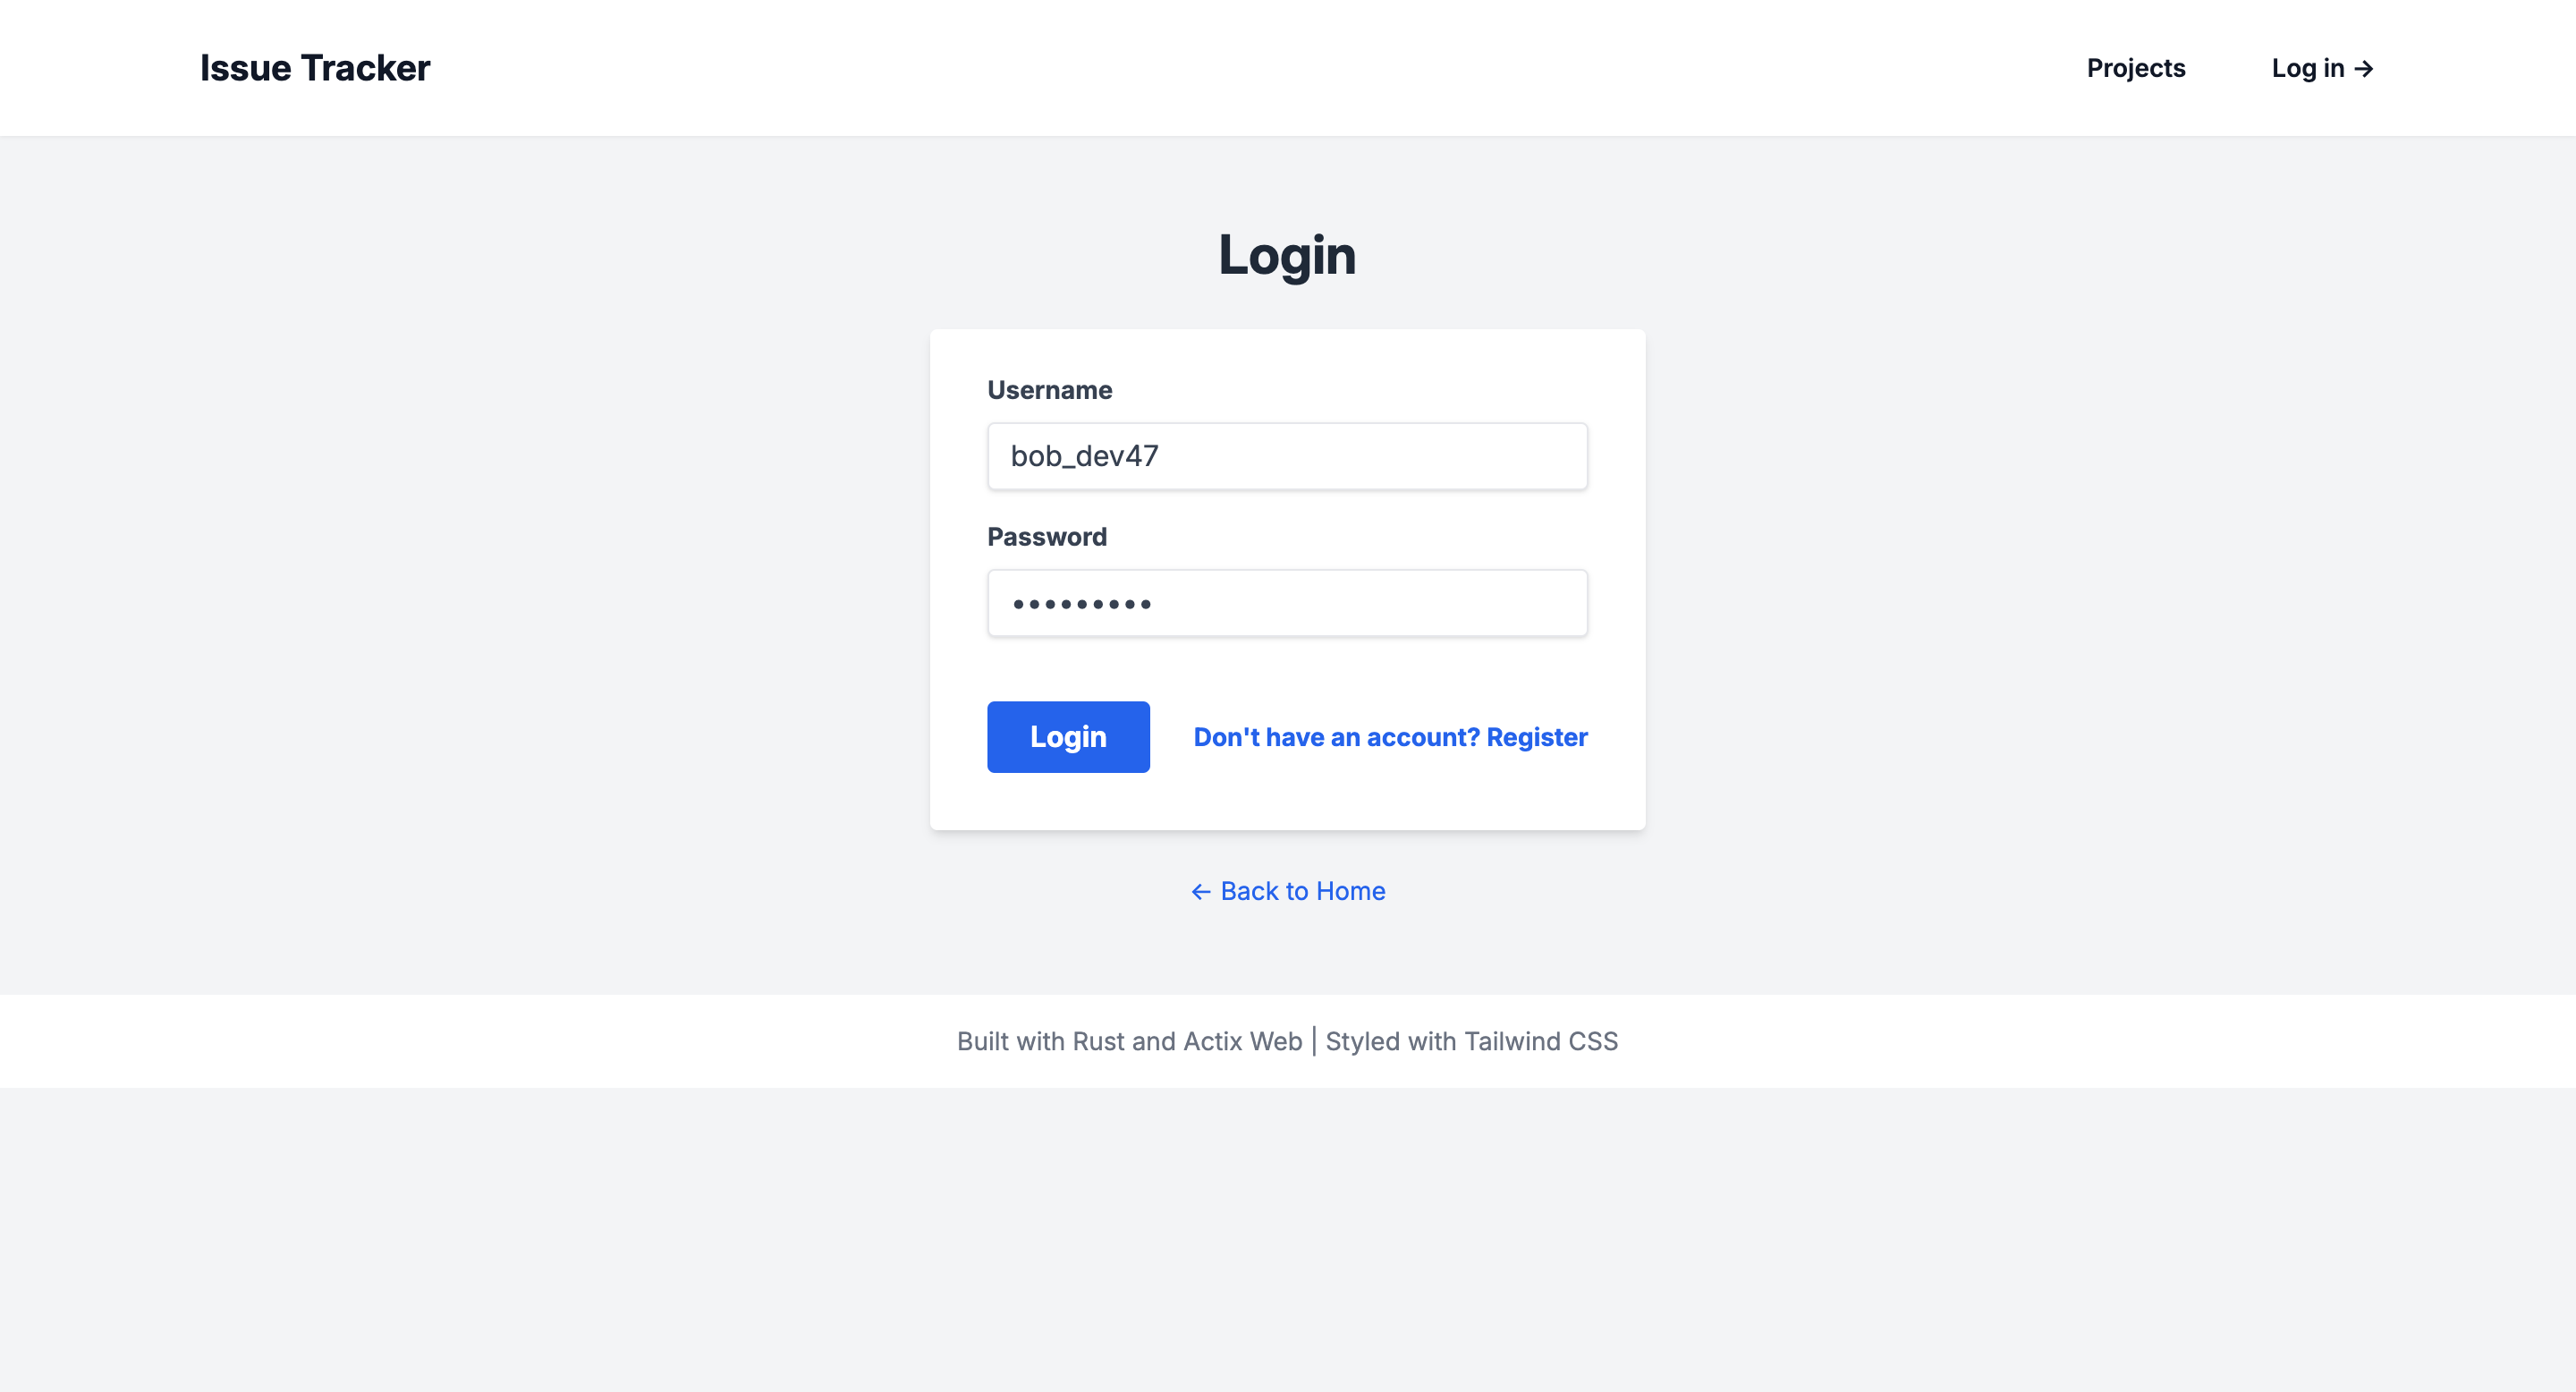 Issue Tracker
Projects
Log in →
Login
Username
bob_dev47
Password
•••••••••
Login
Don't have an account? Register
← Back to Home
Built with Rust and Actix Web | Styled with Tailwind CSS